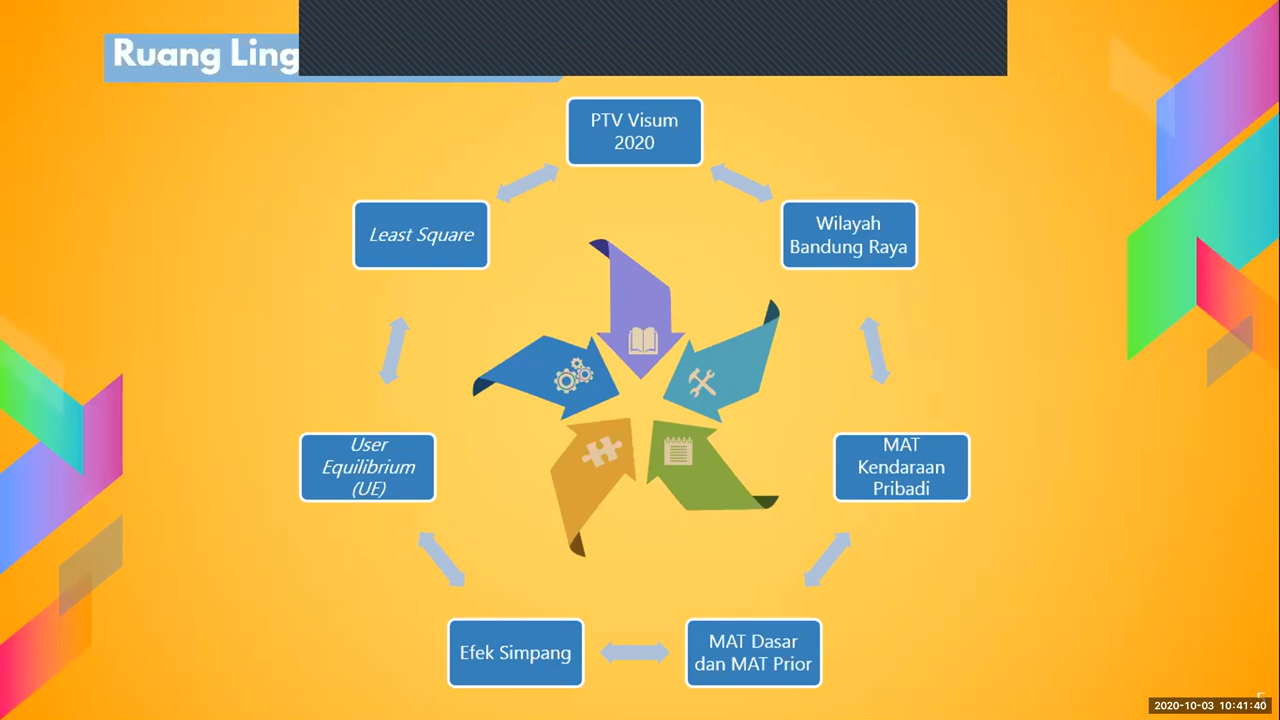 Ruang Ling
PTV Visum
2020
Least Square
Wilayah
Bandung Raya
User
Equilibrium
(UE)
MAT
Kendaraan
Pribadi
Efek Simpang
MAT Dasar
dan MAT Prior
5
2020-10-03 10:41:40